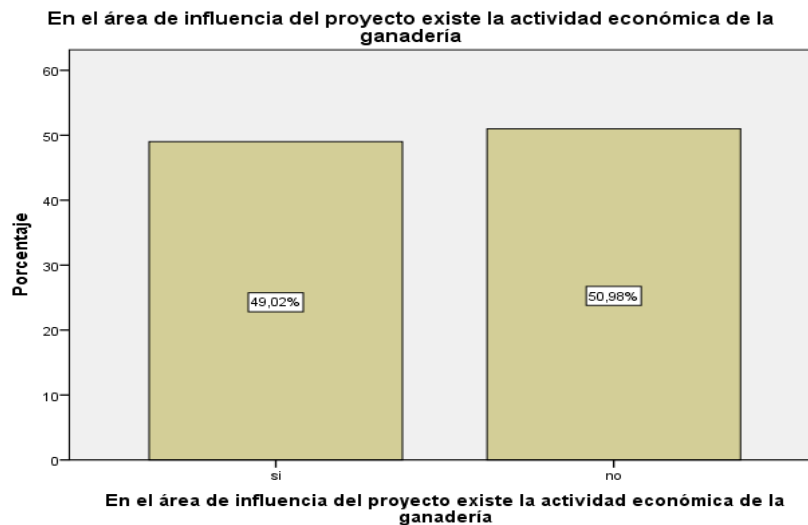 En el área de influencia del proyecto existe la actividad económica de la
ganadería
60
50
40
30
20
10
0
Porcentaje
49,02%
50,98%
si
no
En el área de influencia del proyecto existe la actividad económica de la
ganadería